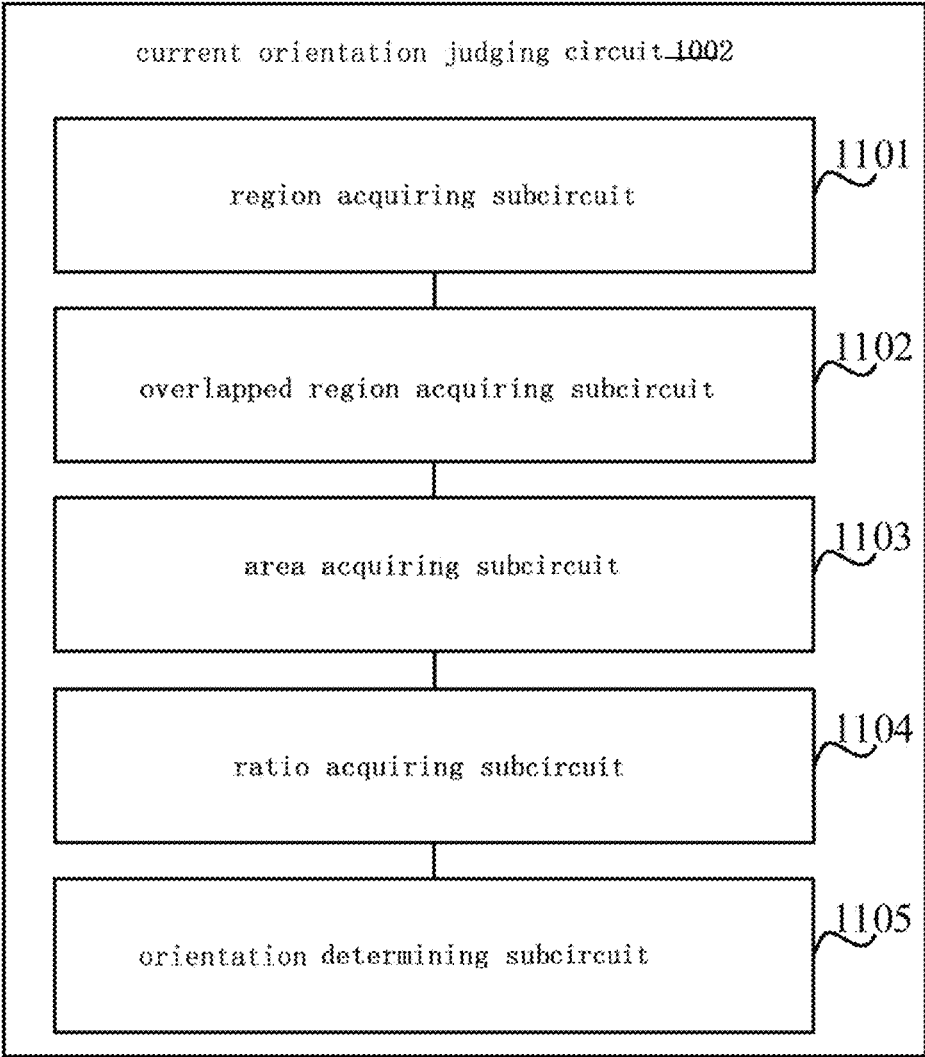 current orientation judging circuit 1002
1101
region acquiring subcircuit
1102
overlapped region acquiring subcircuit
1103
area acquiring subcircuit
1104
ratio acquiring subcircuit
1105
orientation determining subcircuit